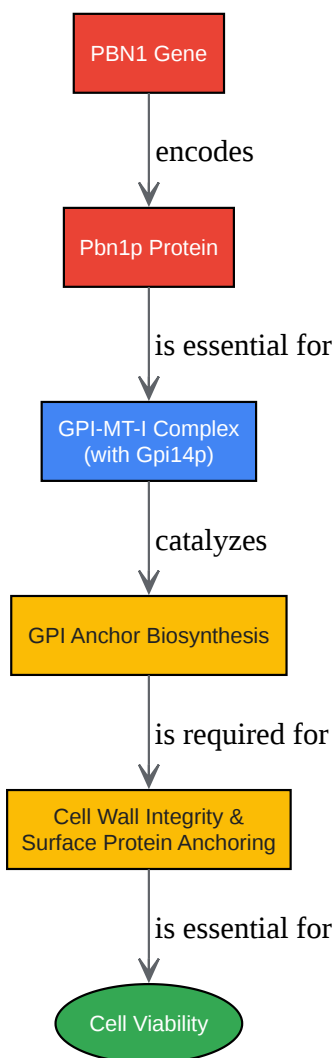 PBN1 Gene
encodes
Pbn1p Protein
is essential for
GPI-MT-I Complex
(with Gpi14p)
catalyzes
GPI Anchor Biosynthesis
is required for
Cell Wall Integrity &
Surface Protein Anchoring
is essential for
Cell Viability